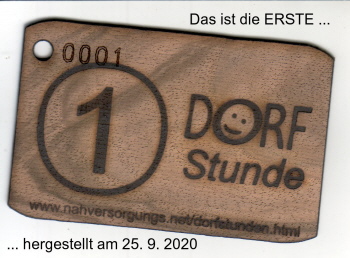 Das ist die ERSTE ...
0001
1
DORF
Stunde
www.nahversorgungs.net/dorfstunden.html
... hergestellt am 25. 9. 2020